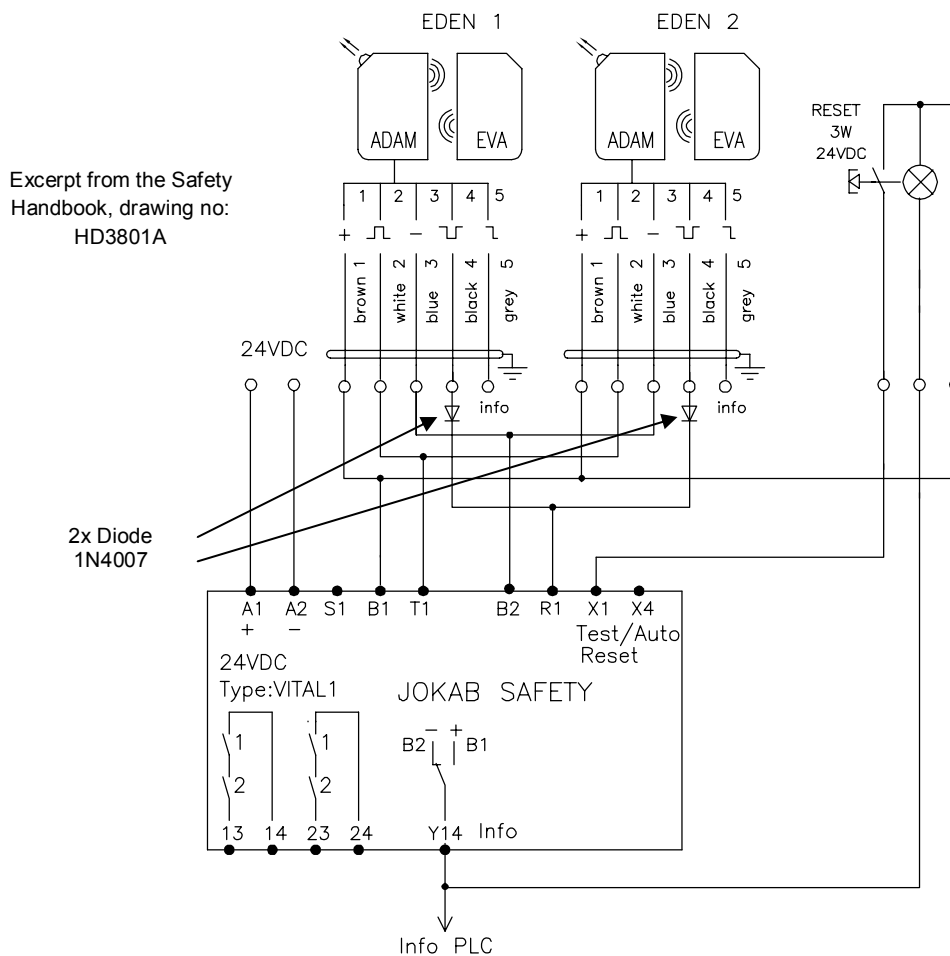 EDEN 1
EDEN 2
ADAM
EVA
ADAM
EVA
RESET
3W
24VDC
Excerpt from the Safety
Handbook, drawing no:
HD3801A
1 2 3 4 5
1 2 3 4 5
+ −
+ −
brown 1
white 2
blue 3
black 4
grey 5
brown 1
white 2
blue 3
black 4
grey 5
24VDC
info
info
2x Diode
1N4007
A1 A2 S1 B1 T1 B2 R1 X1 X4
+ −
Test/Auto
Reset
24VDC
Type:VITAL1
JOKAB SAFETY
− +
B2 B1
1 1
2 2
13 14 23 24 Y14 Info
Info PLC